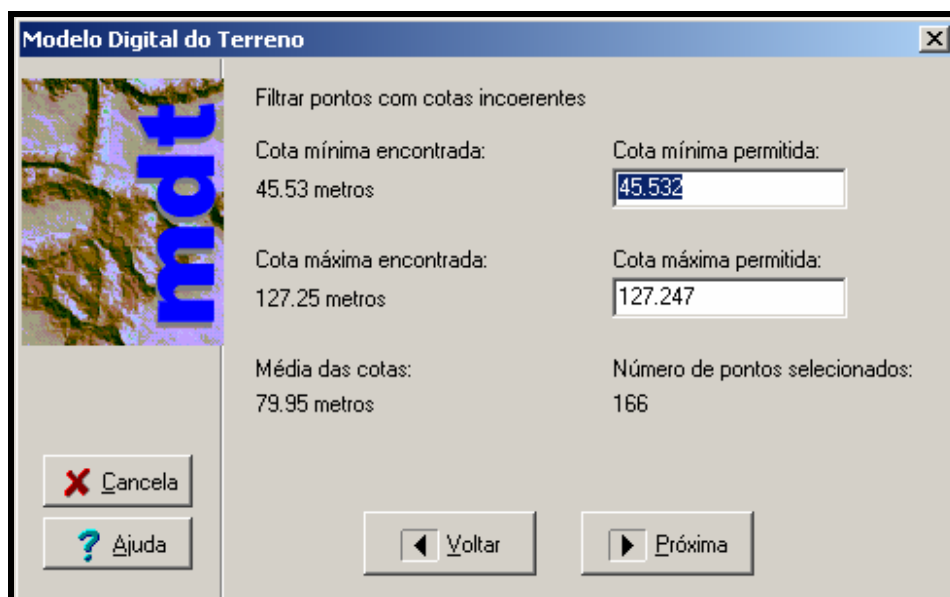 Modelo Digital do Terreno
mdt
Filtrar pontos com cotas incoerentes
Cota mínima encontrada:
45.53 metros
Cota mínima permitida:
45.532
Cota máxima encontrada:
127.25 metros
Cota máxima permitida:
127.247
Média das cotas:
79.95 metros
Número de pontos selecionados:
166
Cancela
? Ajuda
Voltar
Próxima